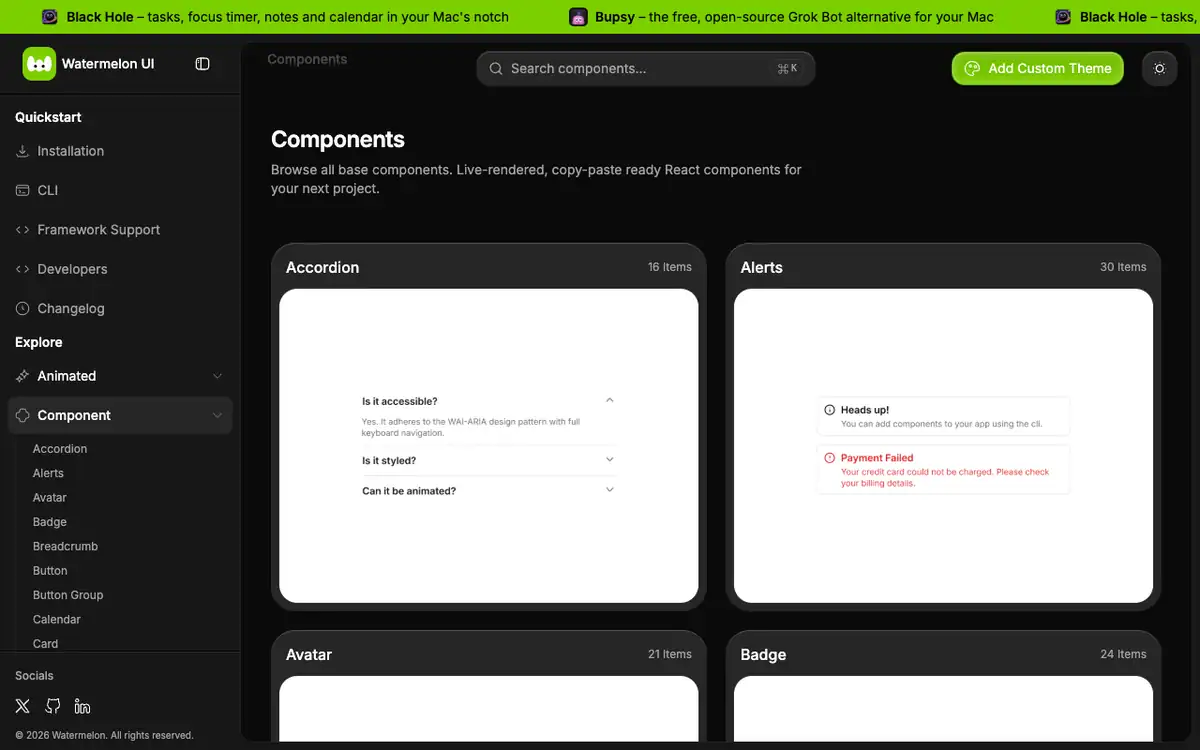 Black Hole – tasks, focus timer, notes and calendar in your Mac's notch
Bupsy – the free, open-source Grok Bot alternative for your Mac
Black Hole – tasks,
Watermelon UI
Components
Search components...
⌘K
Add Custom Theme
Quickstart
Installation
CLI
Framework Support
Developers
Changelog
Explore
Animated
Component
Accordion
Alerts
Avatar
Badge
Breadcrumb
Button
Button Group
Calendar
Card
Socials
© 2026 Watermelon. All rights reserved.
Components
Browse all base components. Live-rendered, copy-paste ready React components for
your next project.
Accordion
16 Items
Is it accessible?
Yes. It adheres to the WAI-ARIA design pattern with full
keyboard navigation.
Is it styled?
Can it be animated?
Alerts
30 Items
Heads up!
You can add components to your app using the cli.
Payment Failed
Your credit card could not be charged. Please check
your billing details.
Avatar
21 Items
Badge
24 Items